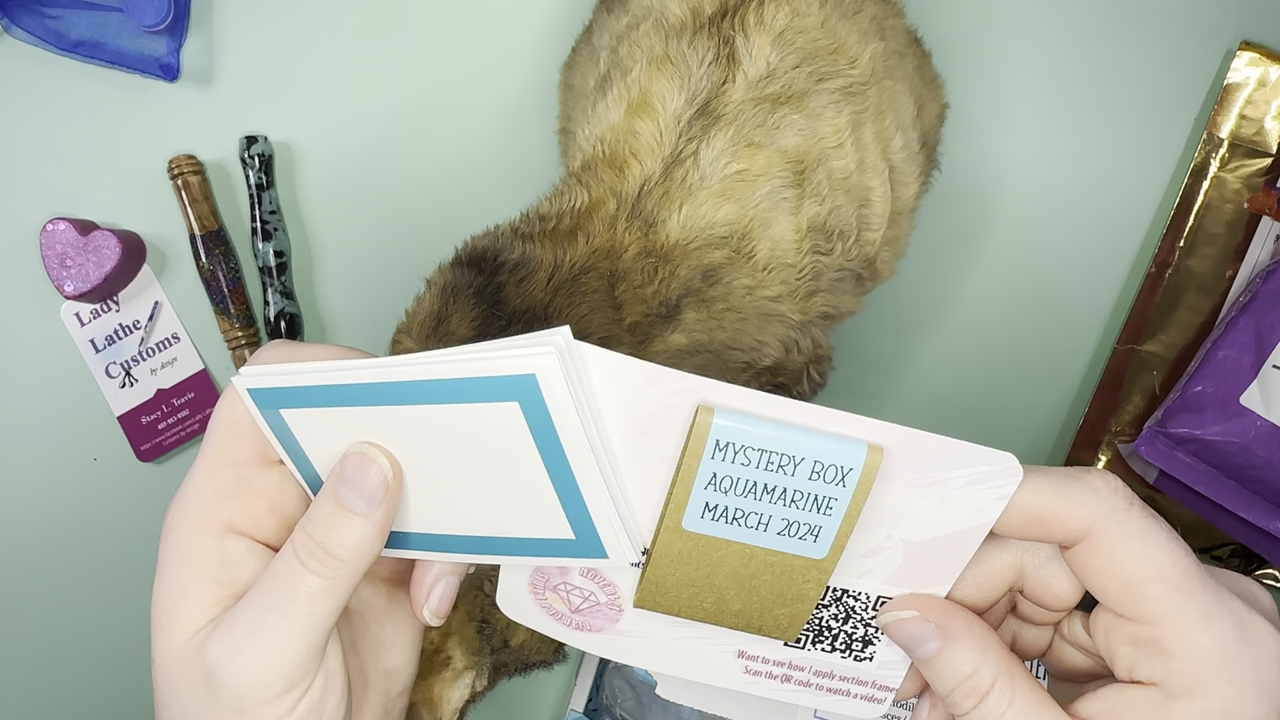 Lady
Lathe
Customs
by design
Stacy L. Travis
MYSTERY BOX
AQUAMARINE
MARCH 2024
Want to see how I apply section frames
Scan the QR code to watch a video!